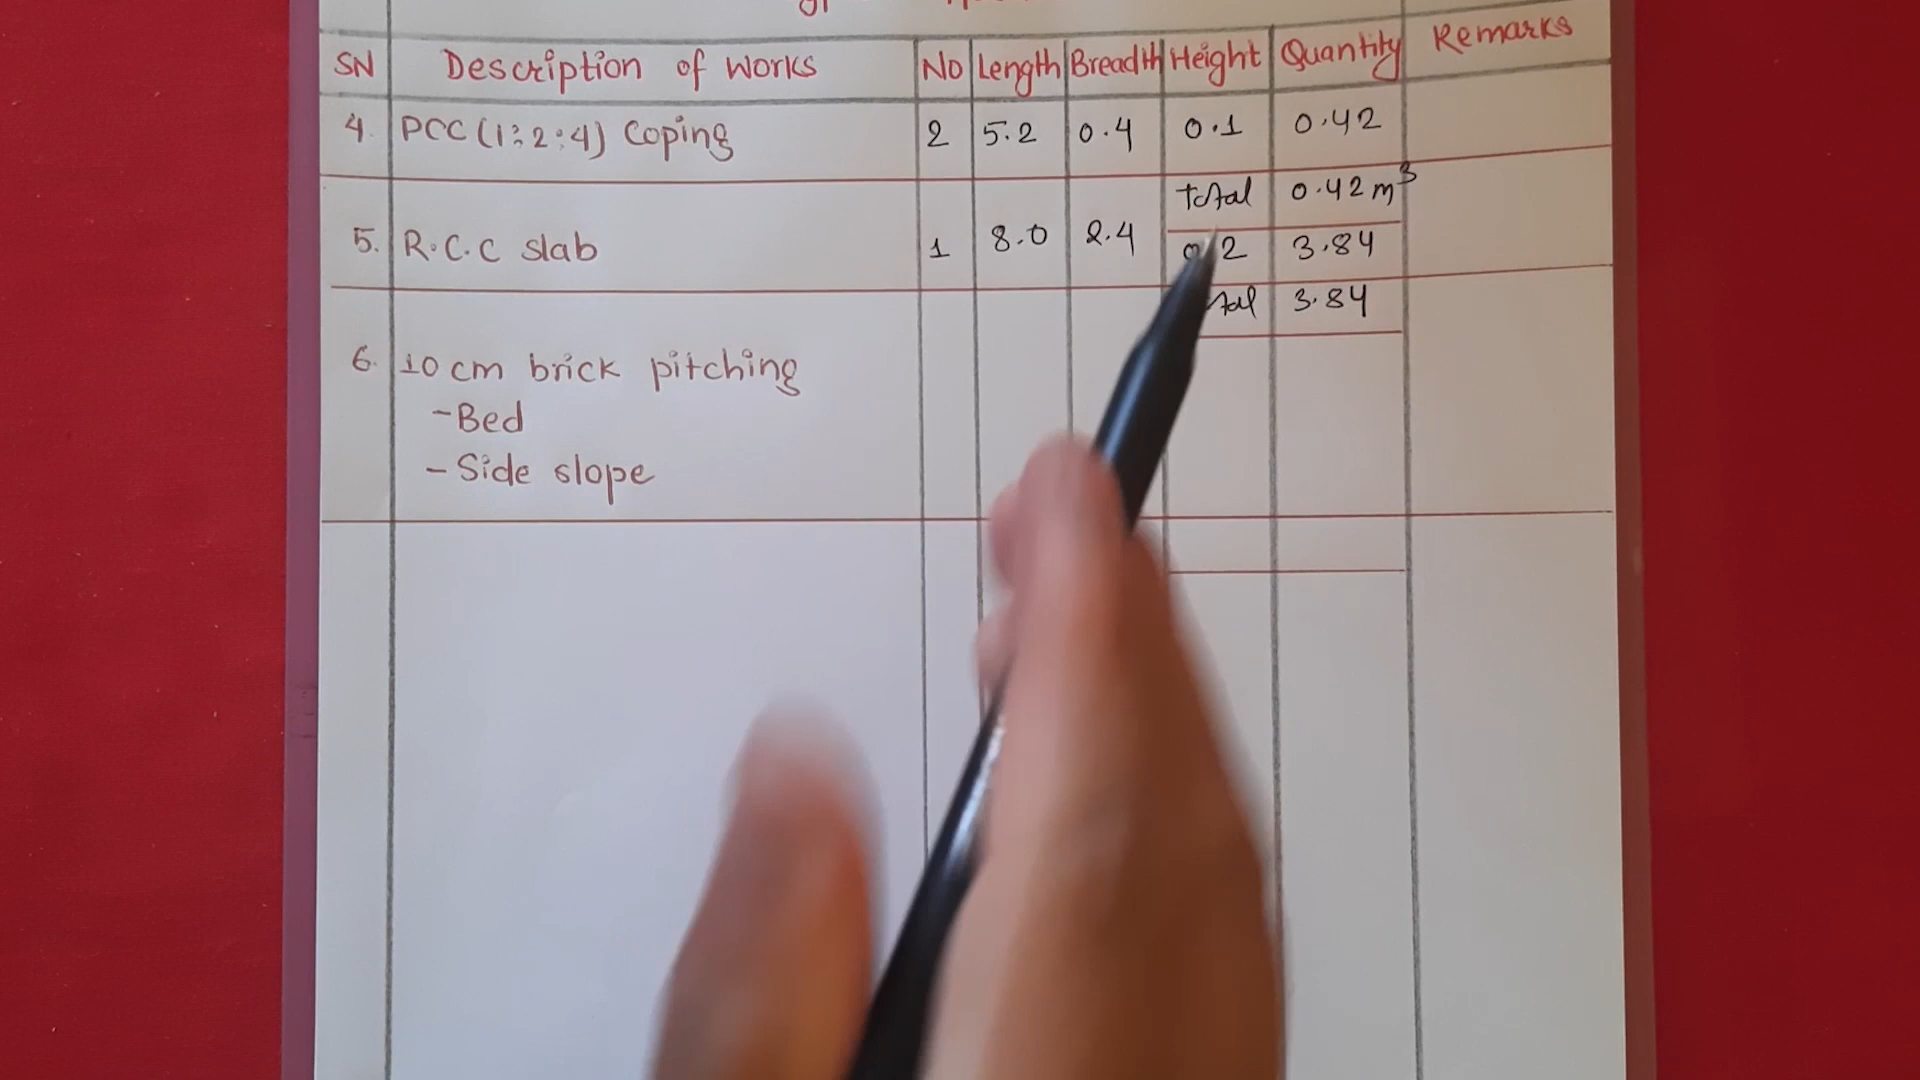 SN Description of Works No Length Breadth Height Quantity Remarks
4. PCC (1:2:4) Coping 2 5.2 0.4 0.1 0.42
total 0.42 m³
5. R.C.C slab 1 8.0 2.4 0.2 3.84
3.84
6. 10 cm brick pitching
- Bed
- Side slope